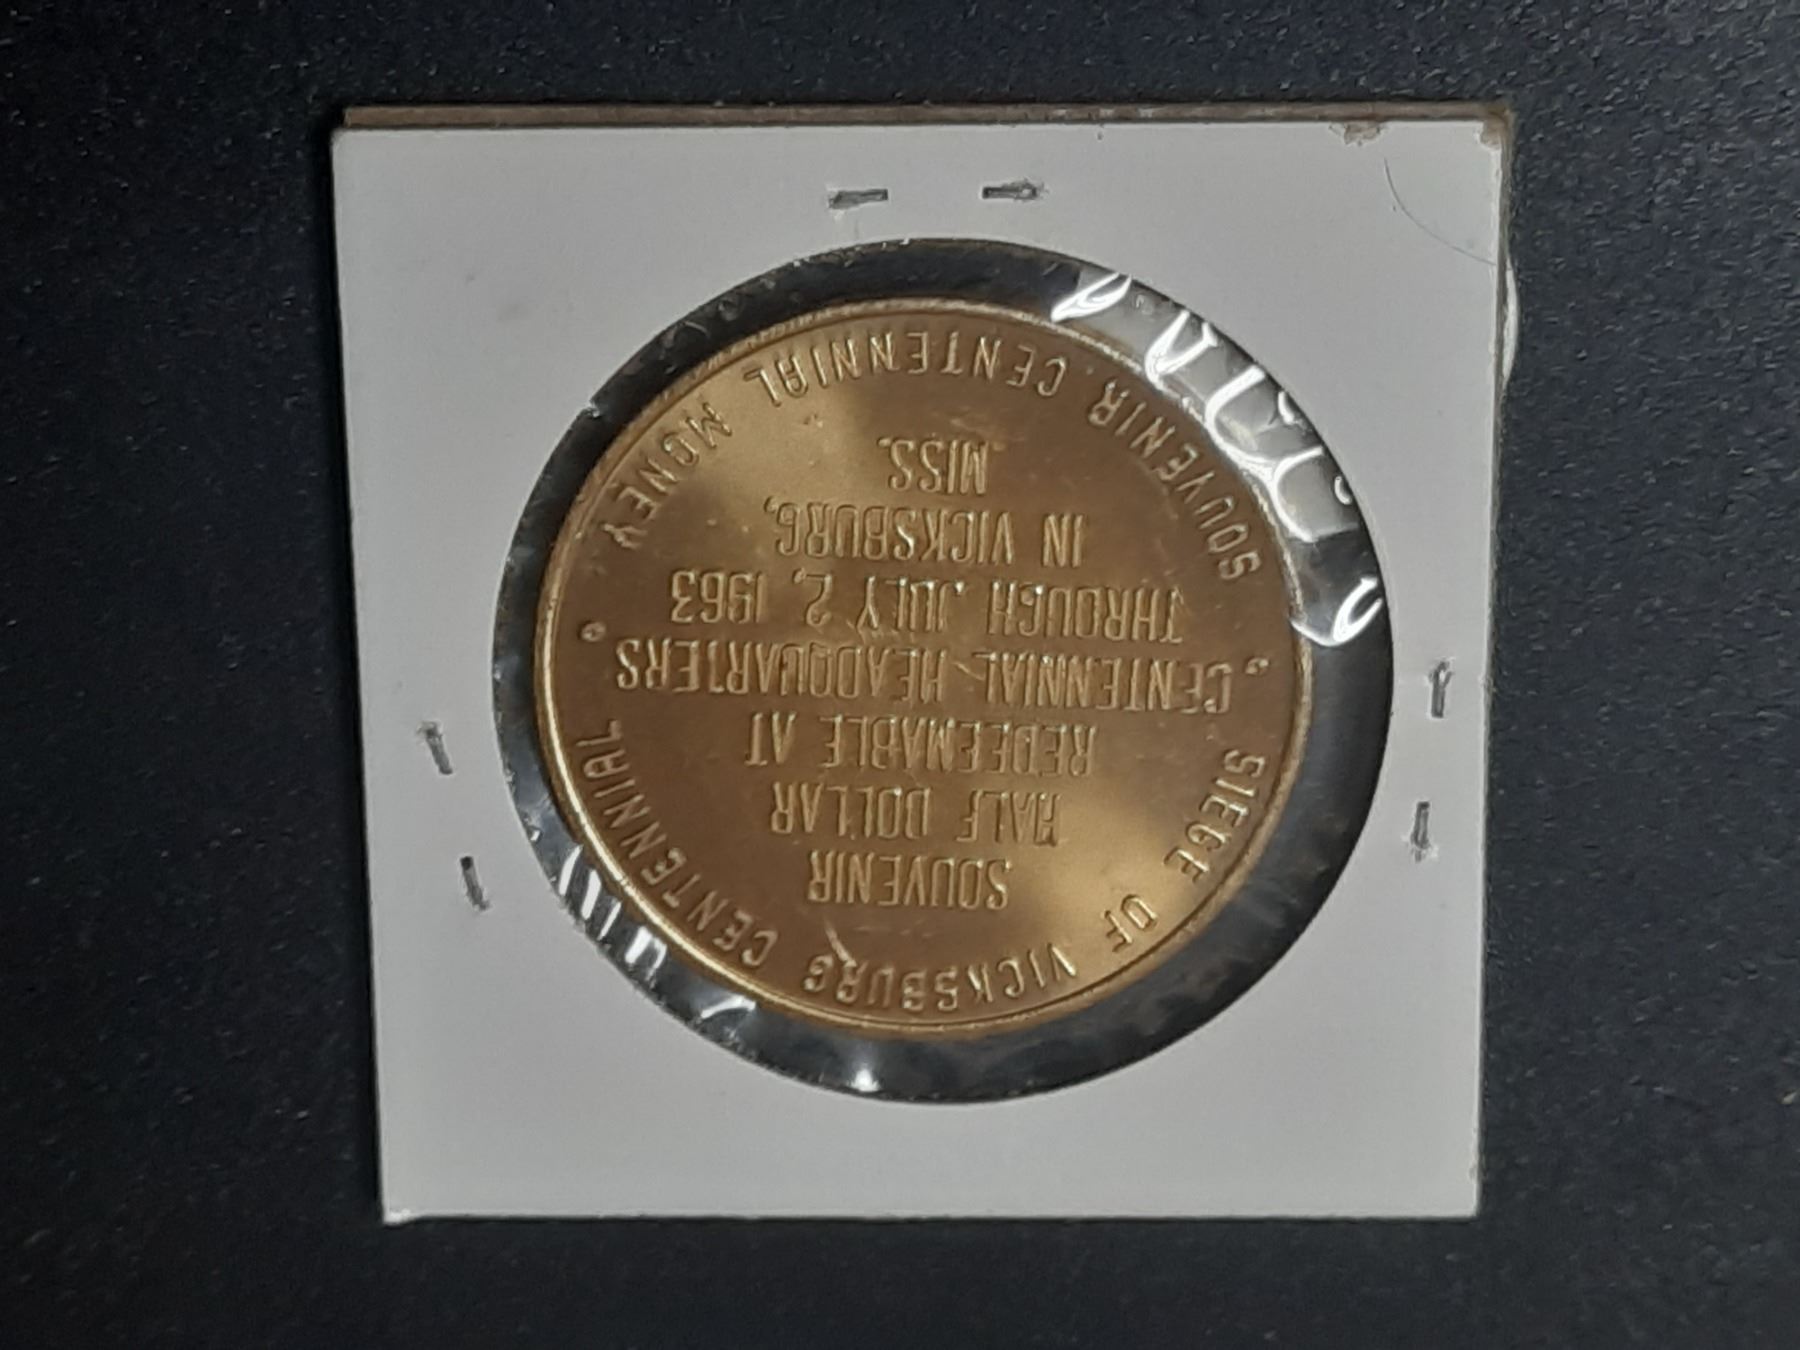 SIEGE OF VICKSBURG CENTENNIAL
SOUVENIR
HALF DOLLAR
REDEEMABLE AT
CENTENNIAL HEADQUARTERS
THROUGH JULY 2, 1963
IN VICKSBURG,
MISS.
SOUVENIR CENTENNIAL MONEY